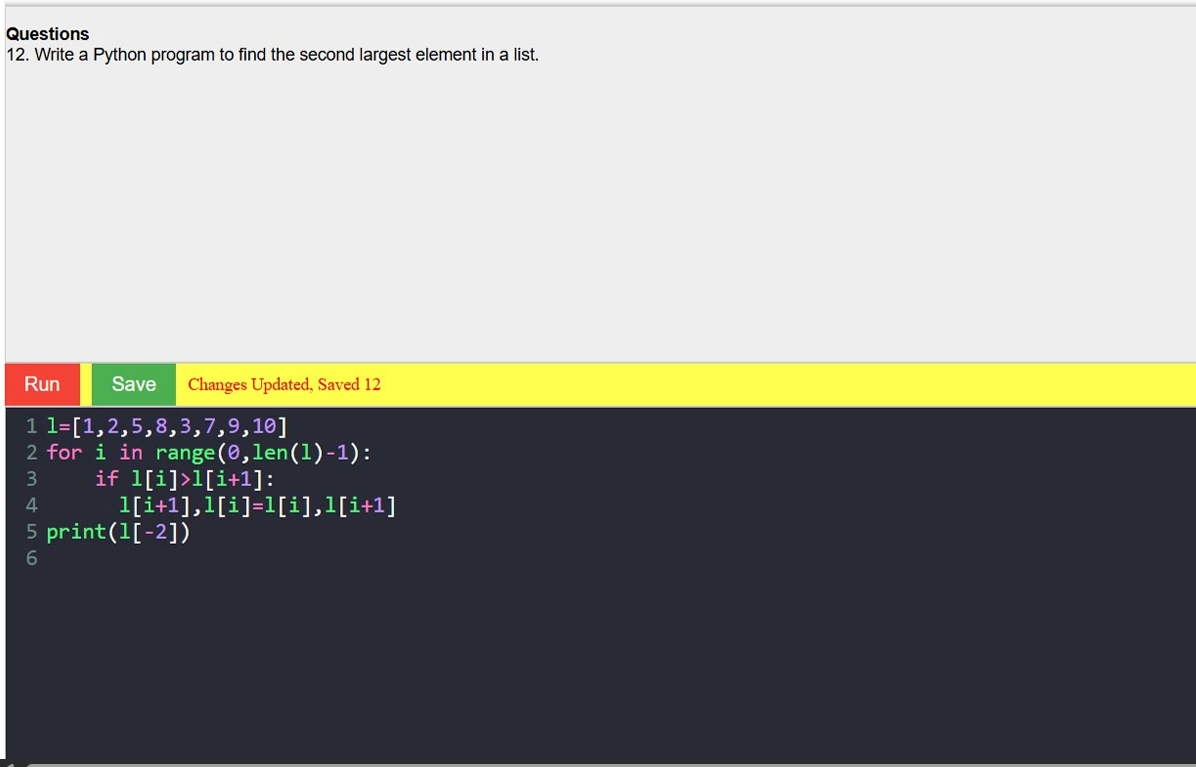 Questions
12. Write a Python program to find the second largest element in a list.
Run Save Changes Updated, Saved 12
1 l=[1,2,5,8,3,7,9,10]
2 for i in range(0,len(l)-1):
3     if l[i]>l[i+1]:
4       l[i+1],l[i]=l[i],l[i+1]
5 print(l[-2])
6